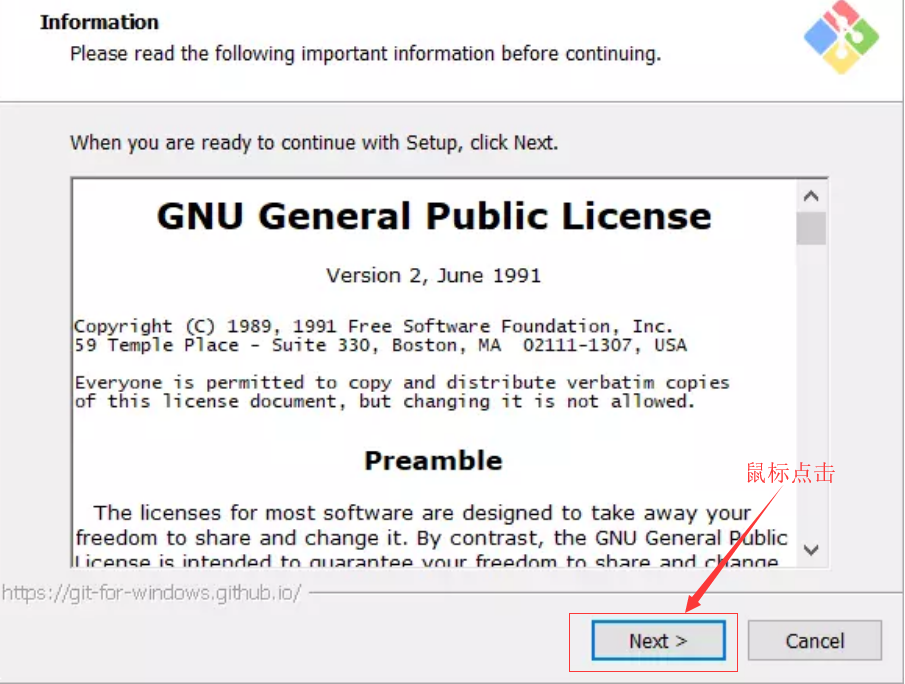 Information
Please read the following important information before continuing.
When you are ready to continue with Setup, click Next.
GNU General Public License
Version 2, June 1991
Copyright (C) 1989, 1991 Free Software Foundation, Inc.
59 Temple Place - Suite 330, Boston, MA  02111-1307, USA
Everyone is permitted to copy and distribute verbatim copies
of this license document, but changing it is not allowed.
Preamble
鼠标点击
The licenses for most software are designed to take away your
freedom to share and change it. By contrast, the GNU General Public
License is intended to guarantee your freedom to share and change
https://git-for-windows.github.io/
Next >
Cancel